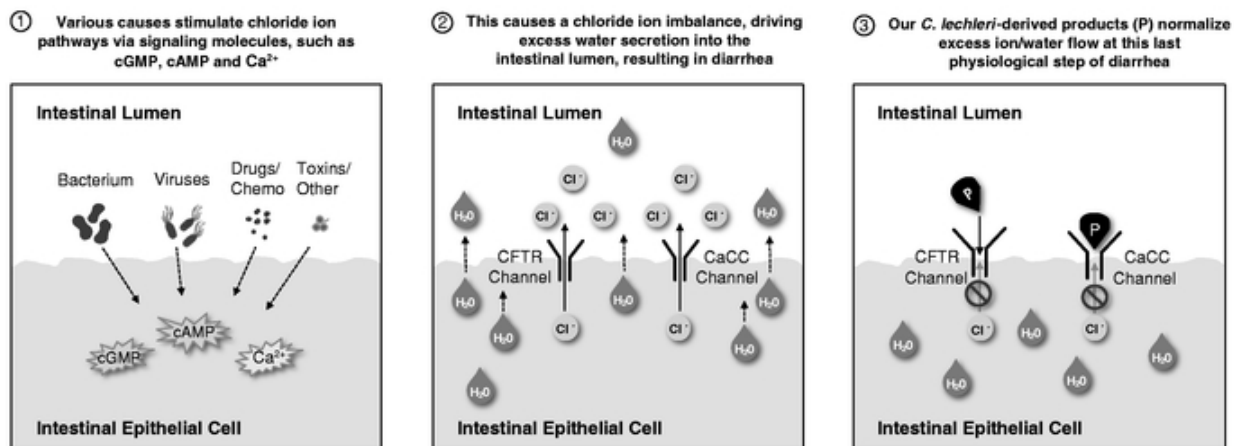 ① Various causes stimulate chloride ion
pathways via signaling molecules, such as
cGMP, cAMP and Ca²⁺
Intestinal Lumen
Bacterium
Viruses
Drugs/
Chemo
Toxins/
Other
cGMP
cAMP
Ca²⁺
Intestinal Epithelial Cell
② This causes a chloride ion imbalance, driving
excess water secretion into the
intestinal lumen, resulting in diarrhea
Intestinal Lumen
H₂0
Cl⁻
Cl⁻
H₂0
Cl⁻
Cl⁻
Cl⁻
Cl⁻
H₂0
CFTR
Channel
CaCC
Channel
H₂0
H₂0
H₂0
H₂0
Cl⁻
Cl⁻
H₂0
H₂0
Intestinal Epithelial Cell
③ Our C. lechleri-derived products (P) normalize
excess ion/water flow at this last
physiological step of diarrhea
Intestinal Lumen
P
P
CFTR
Channel
CaCC
Channel
Cl⁻
Cl⁻
H₂0
H₂0
H₂0
H₂0
H₂0
Intestinal Epithelial Cell